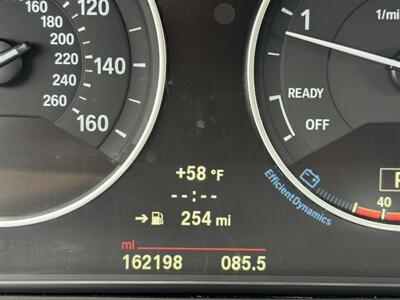 160
180
200
220
240
260
120
140
160
1
1/mi
READY
OFF
EfficientDynamics
40
+58 °F
--:--
254 mi
mi
162198 085.5